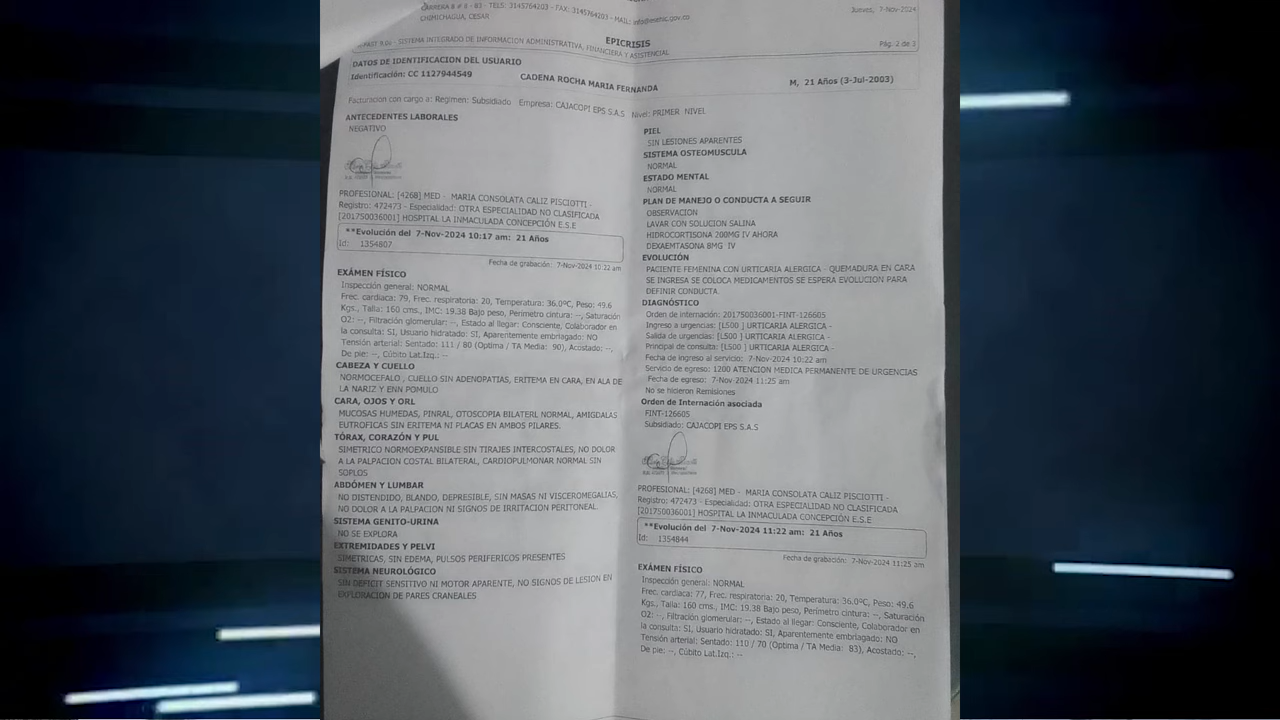 CARRERA 8 # 8 - 83 - TELS: 3145764203 - FAX: 3145764203 - MAIL: info@esehic.gov.co
CHIMICHAGUA, CESAR
Jueves, 7-Nov-2024
EPICRISIS
SISTEMA INTEGRADO DE INFORMACION ADMINISTRATIVA, FINANCIERA Y ASISTENCIAL
Pág. 2 de 3
DATOS DE IDENTIFICACION DEL USUARIO
Identificación: CC 1127944549 CADENA ROCHA MARIA FERNANDA M, 21 Años (3-Jul-2003)
Facturacion con cargo a: Regimen: Subsidiado Empresa: CAJACOPI EPS S.A.S Nivel: PRIMER NIVEL
ANTECEDENTES LABORALES
NEGATIVO
PROFESIONAL: [4268] MED - MARIA CONSOLATA CALIZ PISCIOTTI -
Registro: 472473 - Especialidad: OTRA ESPECIALIDAD NO CLASIFICADA
[201750036001] HOSPITAL LA INMACULADA CONCEPCIÓN E.S.E
**Evolución del 7-Nov-2024 10:17 am: 21 Años
Id: 1354807
Fecha de grabación: 7-Nov-2024 10:22 am
EXÁMEN FÍSICO
Inspección general: NORMAL
Frec. cardiaca: 79, Frec. respiratoria: 20, Temperatura: 36.0ºC, Peso: 49.6
Kgs., Talla: 160 cms., IMC: 19.38 Bajo peso, Perímetro cintura: --, Saturación
O2: --, Filtración glomerular: --, Estado al llegar: Consciente, Colaborador en
la consulta: SI, Usuario hidratado: SI, Aparentemente embriagado: NO
Tensión arterial: Sentado: 111 / 80 (Optima / TA Media: 90), Acostado: --,
De pie: --, Cúbito Lat.Izq.: --
CABEZA Y CUELLO
NORMOCEFALO , CUELLO SIN ADENOPATIAS, ERITEMA EN CARA, EN ALA DE
LA NARIZ Y ENN POMULO
CARA, OJOS Y ORL
MUCOSAS HUMEDAS, PINRAL, OTOSCOPIA BILATERL NORMAL, AMIGDALAS
EUTROFICAS SIN ERITEMA NI PLACAS EN AMBOS PILARES.
TÓRAX, CORAZÓN Y PUL
SIMETRICO NORMOEXPANSIBLE SIN TIRAJES INTERCOSTALES, NO DOLOR
A LA PALPACION COSTAL BILATERAL, CARDIOPULMONAR NORMAL SIN
SOPLOS
ABDÓMEN Y LUMBAR
NO DISTENDIDO, BLANDO, DEPRESIBLE, SIN MASAS NI VISCEROMEGALIAS,
NO DOLOR A LA PALPACION NI SIGNOS DE IRRITACION PERITONEAL.
SISTEMA GENITO-URINA
NO SE EXPLORA
EXTREMIDADES Y PELVI
SIMETRICAS, SIN EDEMA, PULSOS PERIFERICOS PRESENTES
SISTEMA NEUROLÓGICO
SIN DEFICIT SENSITIVO NI MOTOR APARENTE, NO SIGNOS DE LESION EN
EXPLORACION DE PARES CRANEALES
PIEL
SIN LESIONES APARENTES
SISTEMA OSTEOMUSCULA
NORMAL
ESTADO MENTAL
NORMAL
PLAN DE MANEJO O CONDUCTA A SEGUIR
OBSERVACION
LAVAR CON SOLUCION SALINA
HIDROCORTISONA 200MG IV AHORA
DEXAEMTASONA 8MG IV
EVOLUCIÓN
PACIENTE FEMENINA CON URTICARIA ALERGICA - QUEMADURA EN CARA
SE INGRESA SE COLOCA MEDICAMENTOS SE ESPERA EVOLUCION PARA
DEFINIR CONDUCTA.
DIAGNÓSTICO
Orden de internación: 201750036001-FINT-126605
Ingreso a urgencias: [L500 ] URTICARIA ALERGICA -
Salida de urgencias: [L500 ] URTICARIA ALERGICA -
Principal de consulta: [L500 ] URTICARIA ALERGICA -
Fecha de ingreso al servicio: 7-Nov-2024 10:22 am
Servicio de egreso: 1200 ATENCION MEDICA PERMANENTE DE URGENCIAS
Fecha de egreso: 7-Nov 2024 11:25 am
No se hicieron Remisiones
Orden de Internación asociada
FINT-126605
Subsidiado: CAJACOPI EPS S.A.S
PROFESIONAL: [4268] MED - MARIA CONSOLATA CALIZ PISCIOTTI -
Registro: 472473 - Especialidad: OTRA ESPECIALIDAD NO CLASIFICADA
[201750036001] HOSPITAL LA INMACULADA CONCEPCIÓN E.S.E
**Evolución del 7-Nov-2024 11:22 am: 21 Años
Id: 1354844
Fecha de grabación: 7-Nov-2024 11:25 am
EXÁMEN FÍSICO
Inspección general: NORMAL
Frec. cardiaca: 77, Frec. respiratoria: 20, Temperatura: 36.0ºC, Peso: 49.6
Kgs., Talla: 160 cms., IMC: 19.38 Bajo peso, Perímetro cintura: --, Saturación
O2: --, Filtración glomerular: --, Estado al llegar: Consciente, Colaborador en
la consulta: SI, Usuario hidratado: SI, Aparentemente embriagado: NO
Tensión arterial: Sentado: 110 / 70 (Optima / TA Media: 83), Acostado: --,
De pie: --, Cúbito Lat.Izq.: --